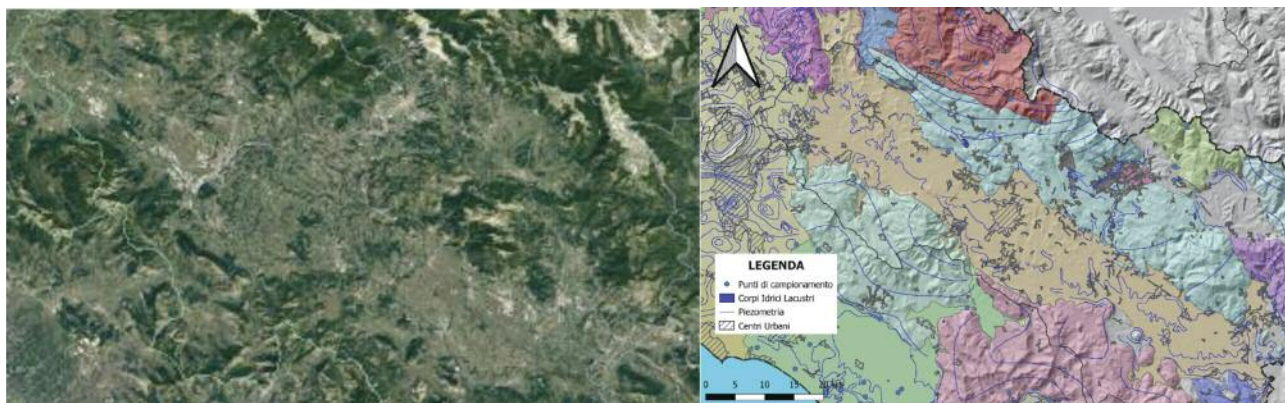 LEGENDA
Punti di campionamento
Corpi Idrici Lacustri
Piezometria
Centri Urbani
0 5 10 15